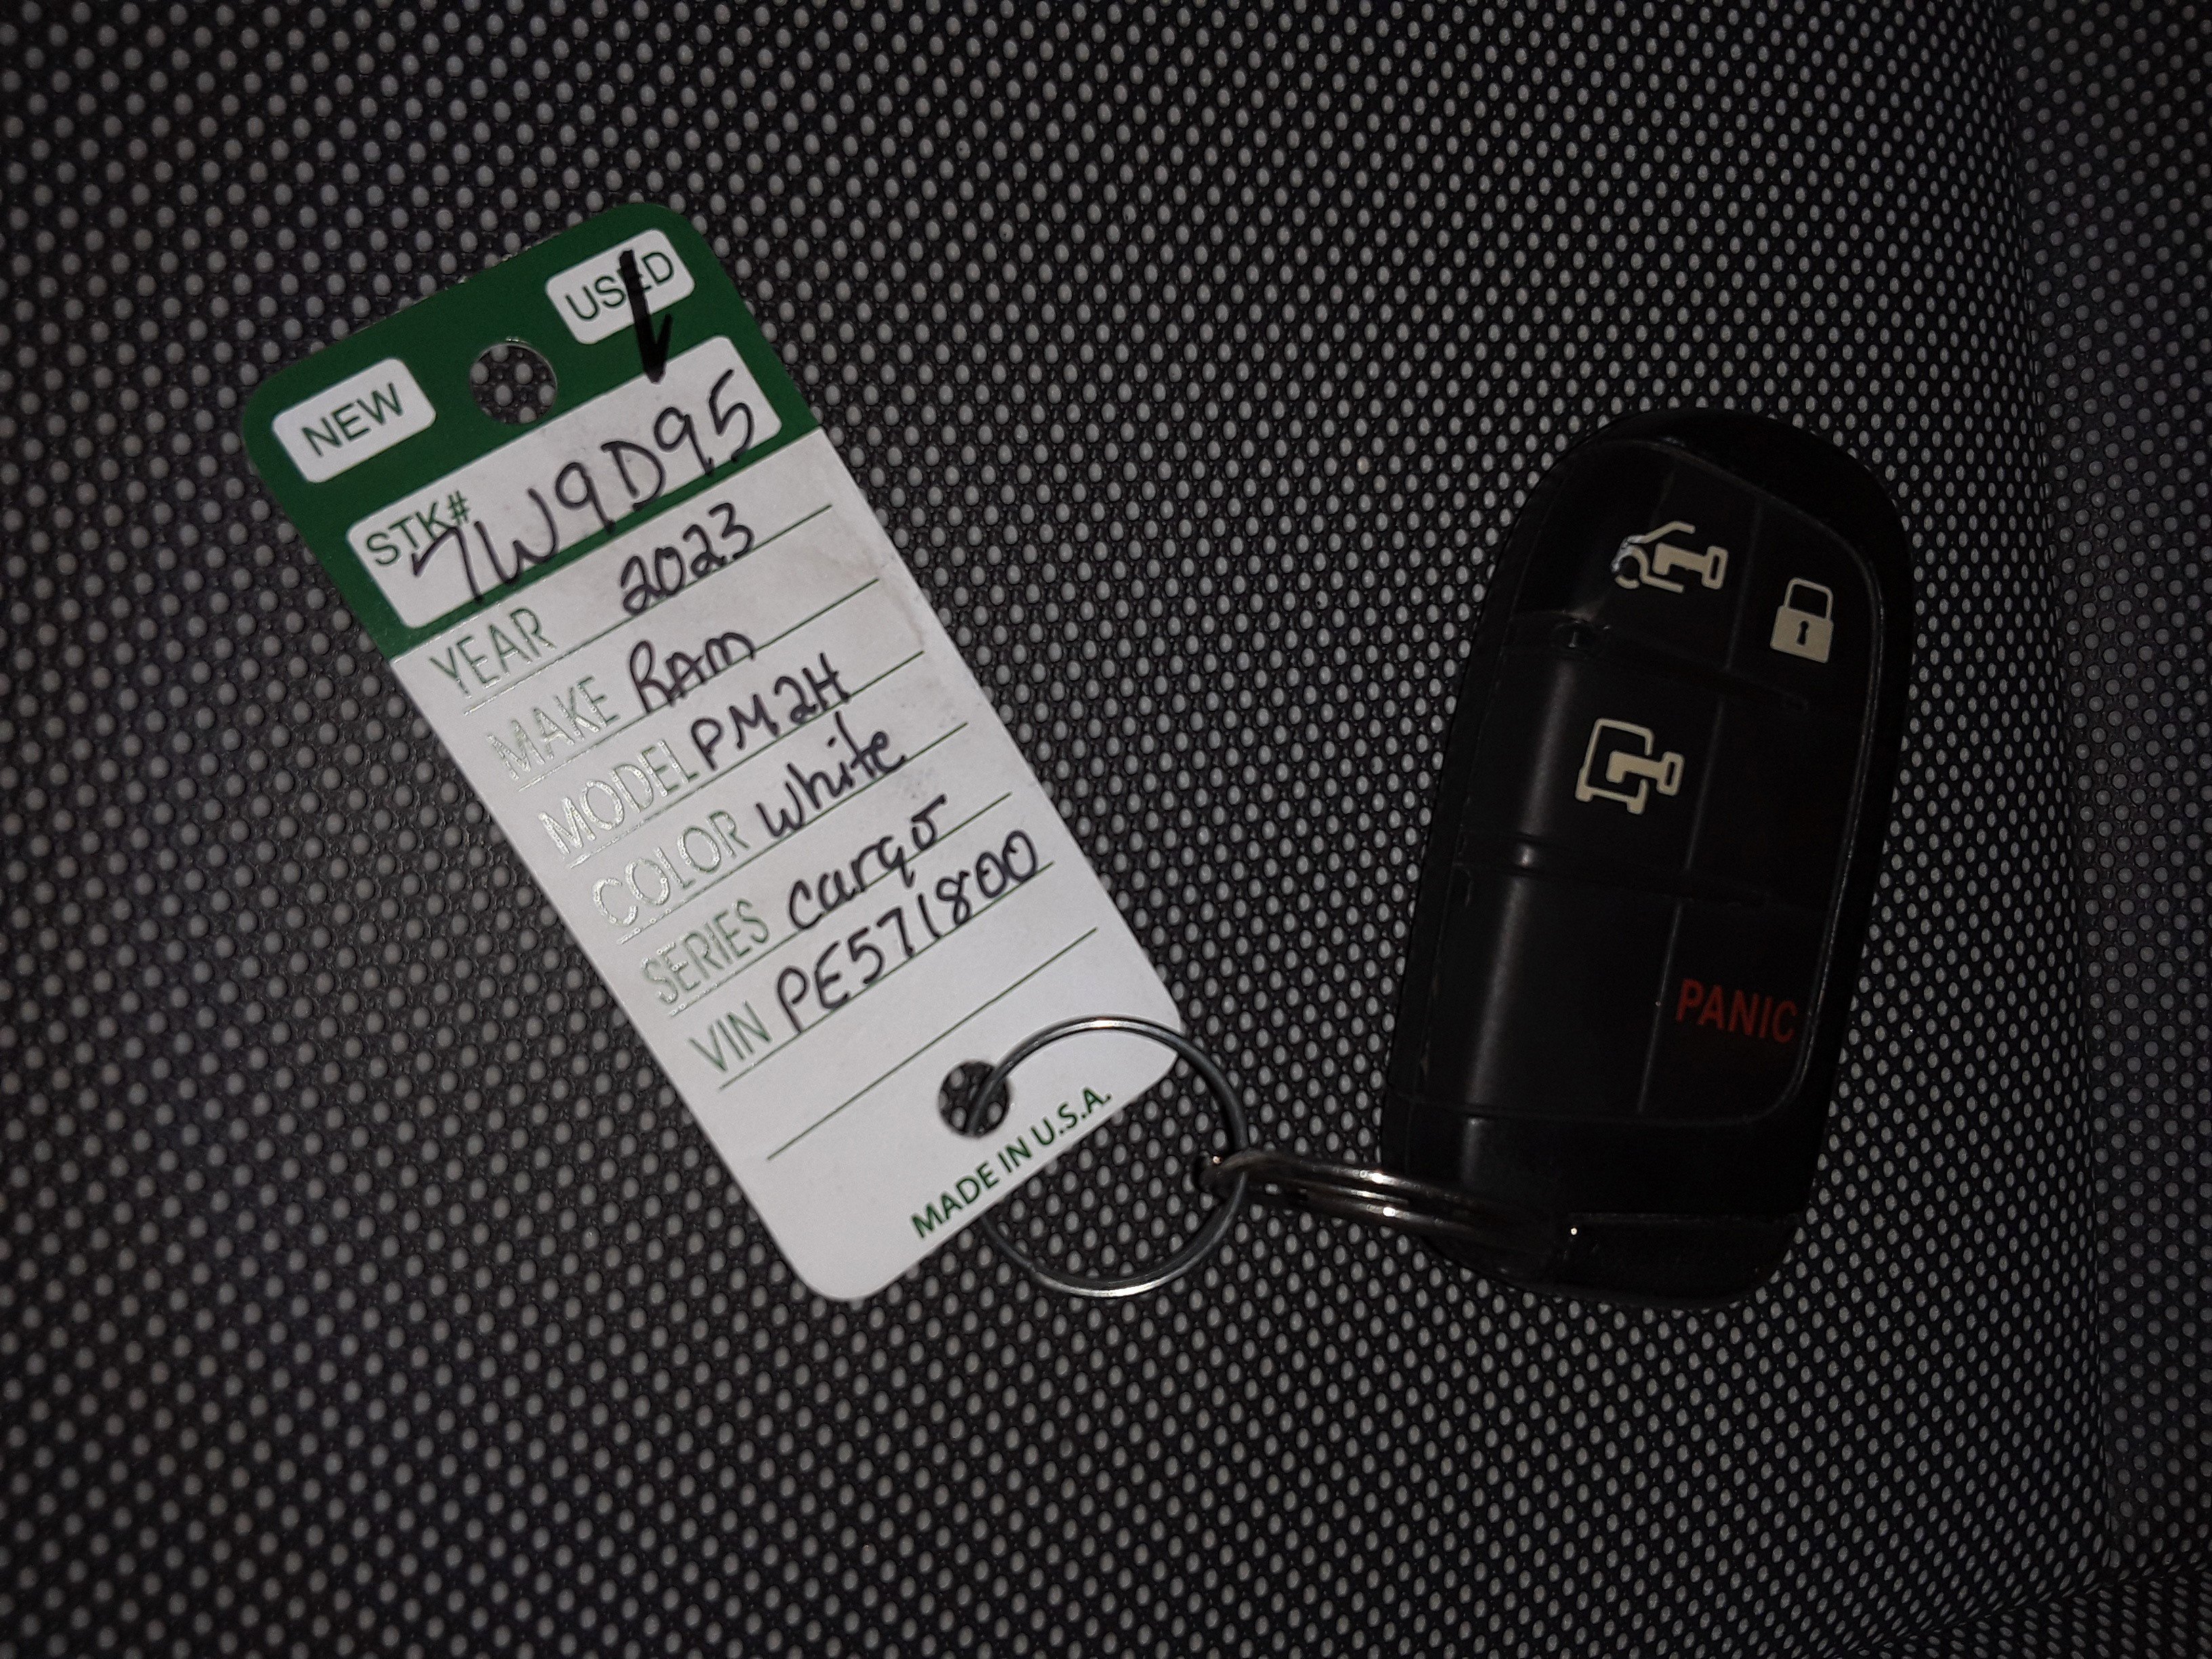 NEW
USED
STK# 7W9D95
YEAR 2023
MAKE RAM
MODEL PM2H
COLOR white
SERIES cargo
VIN PE571800
MADE IN U.S.A.
PANIC